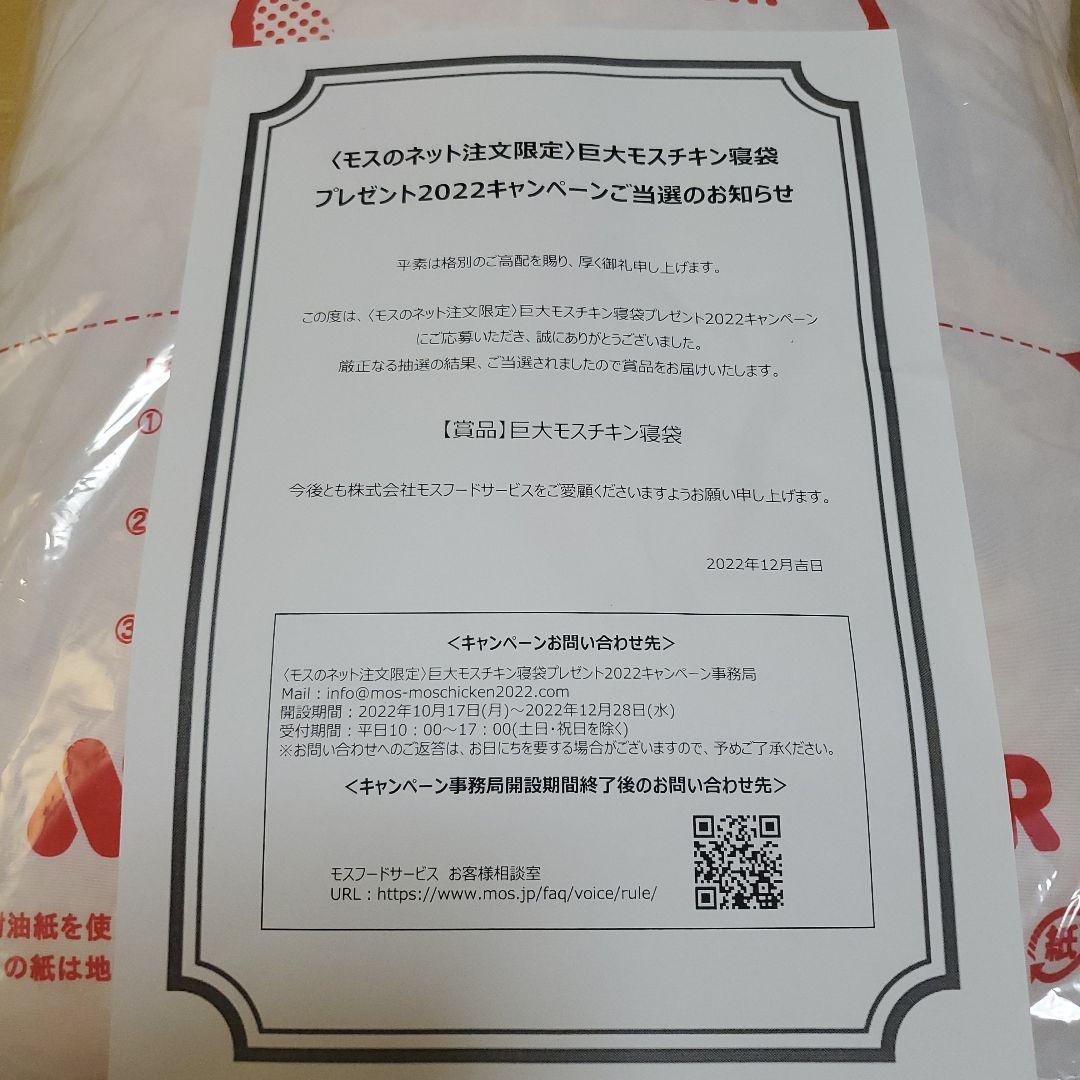 〈モスのネット注文限定〉巨大モスチキン寝袋
プレゼント2022キャンペーンご当選のお知らせ
平素は格別のご高配を賜り、厚く御礼申し上げます。
この度は、〈モスのネット注文限定〉巨大モスチキン寝袋プレゼント2022キャンペーン
にご応募いただき、誠にありがとうございました。
厳正なる抽選の結果、ご当選されましたので賞品をお届けいたします。
【賞品】巨大モスチキン寝袋
今後とも株式会社モスフードサービスをご愛顧くださいますようお願い申し上げます。
2022年12月吉日
＜キャンペーンお問い合わせ先＞
〈モスのネット注文限定〉巨大モスチキン寝袋プレゼント2022キャンペーン事務局
Mail：info@mos-moschicken2022.com
開設期間：2022年10月17日(月)～2022年12月28日(水)
受付期間：平日10：00～17：00(土日・祝日を除く)
※お問い合わせへのご返答は、お日にちを要する場合がございますので、予めご了承ください。
＜キャンペーン事務局開設期間終了後のお問い合わせ先＞
モスフードサービス お客様相談室
URL：https://www.mos.jp/faq/voice/rule/
①
②
③
R
油紙を使
の紙は地
紙